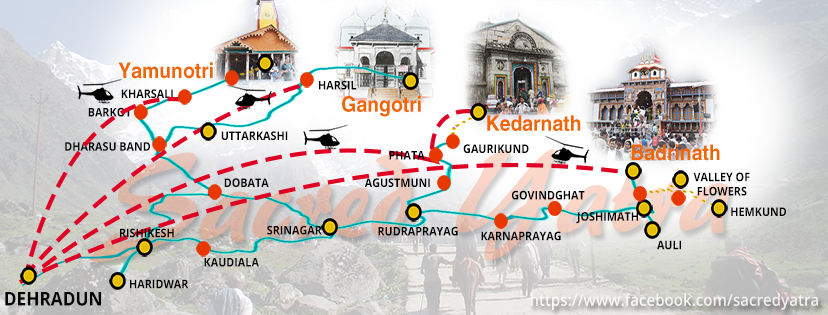 Yamunotri
KHARSALI
BARKOT
HARSIL
Gangotri
Kedarnath
UTTARKASHI
DHARASU BAND
PHATA
GAURIKUND
Badrinath
VALLEY OF
FLOWERS
DOBATA
AGUSTMUNI
GOVINDGHAT
JOSHIMATH
HEMKUND
Sacred Yatra
RISHIKESH
SRINAGAR
RUDRAPRAYAG
KARNAPRAYAG
AULI
KAUDIALA
HARIDWAR
DEHRADUN
https://www.facebook.com/sacredyatra